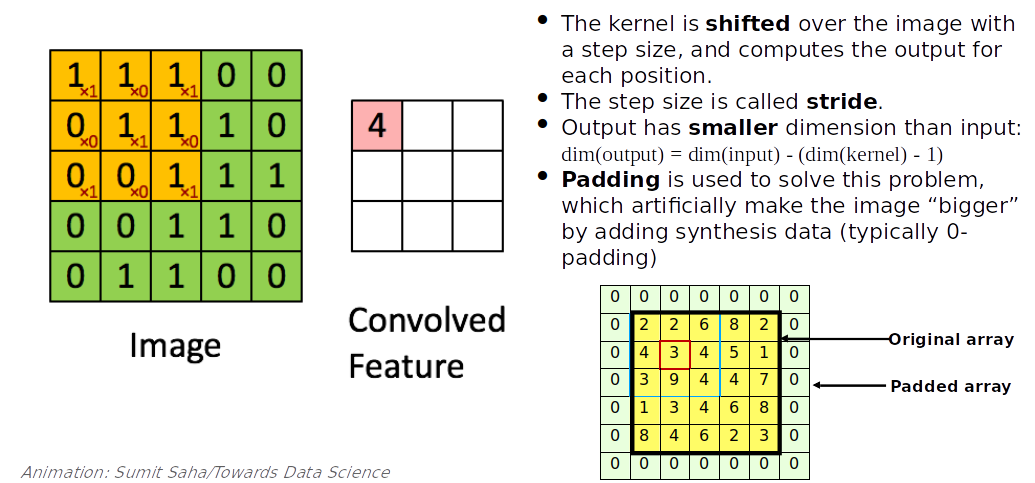 1×1 1×0 1×1 0 0
0×0 1×1 1×0 1 0
0×1 0×0 1×1 1 1
0 0 1 1 0
0 1 1 0 0
Image
4
Convolved
Feature
Animation: Sumit Saha/Towards Data Science
• The kernel is shifted over the image with
a step size, and computes the output for
each position.
• The step size is called stride.
• Output has smaller dimension than input:
dim(output) = dim(input) - (dim(kernel) - 1)
• Padding is used to solve this problem,
which artificially make the image “bigger”
by adding synthesis data (typically 0-
padding)
0 0 0 0 0 0 0
0 2 2 6 8 2 0
0 4 3 4 5 1 0
0 3 9 4 4 7 0
0 1 3 4 6 8 0
0 8 4 6 2 3 0
0 0 0 0 0 0 0
Original array
Padded array